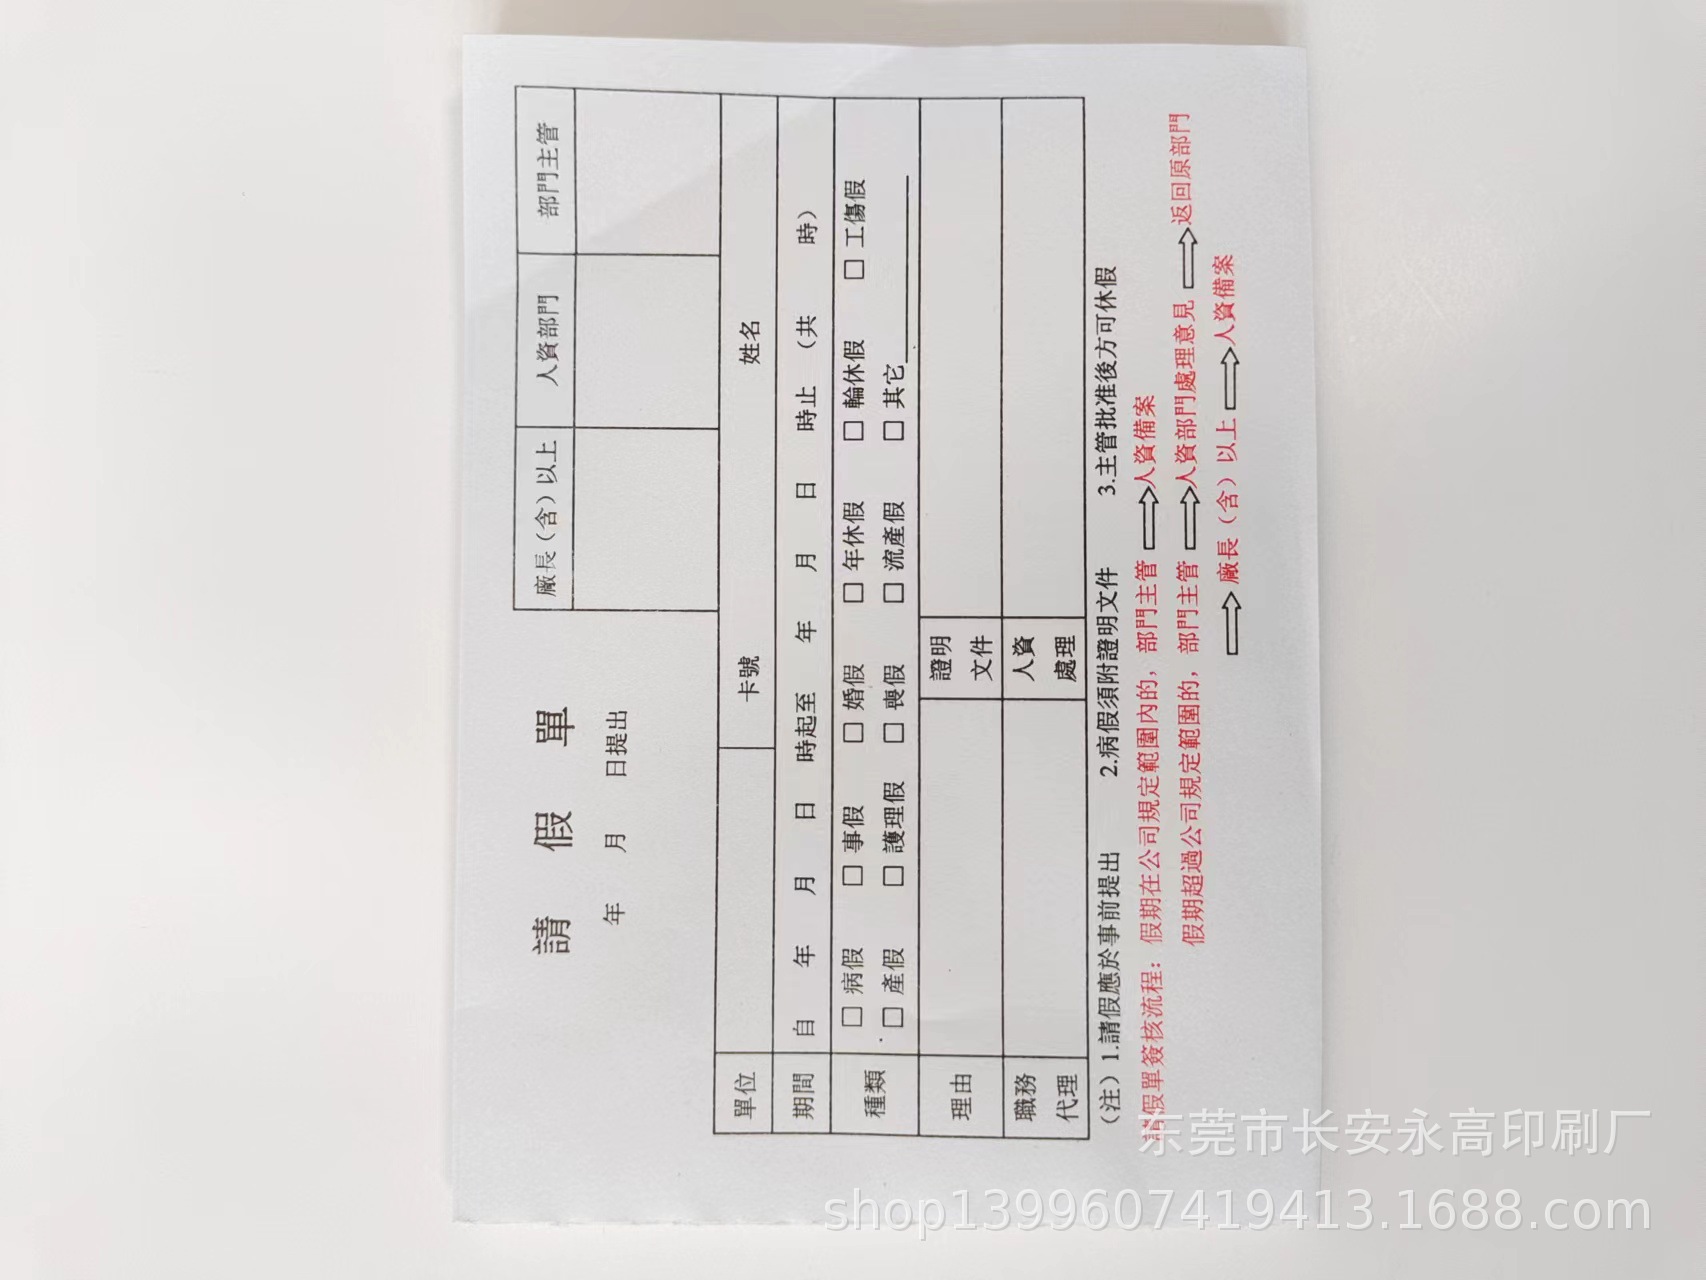 請 假 單
年 月 日提出
廠長（含）以上 人資部門 部門主管
單位 卡號 姓名
期間 自 年 月 日 時起至 年 月 日 時止 （共 時）
種類 □ 病假 □ 事假 □ 婚假 □ 年休假 □ 輪休假 □ 工傷假
□ 產假 □ 護理假 □ 喪假 □ 流產假 □ 其它
理由 證明文件
職務代理 人資處理
（注）1.請假應於事前提出 2.病假須附證明文件 3.主管批准後方可休假
請假單簽核流程：假期在公司規定範圍內的，部門主管⇨人資備案
假期超過公司規定範圍的，部門主管⇨人資部門處理意見⇨返回原部門
⇨廠長（含）以上⇨人資備案
东莞市长安永高印刷厂
shop1399607419413.1688.com